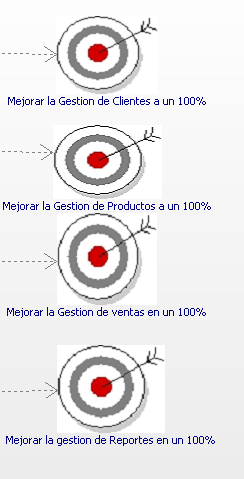 Mejorar la Gestion de Clientes a un 100%
Mejorar la Gestion de Productos a un 100%
Mejorar la Gestion de ventas en un 100%
Mejorar la gestion de Reportes en un 100%